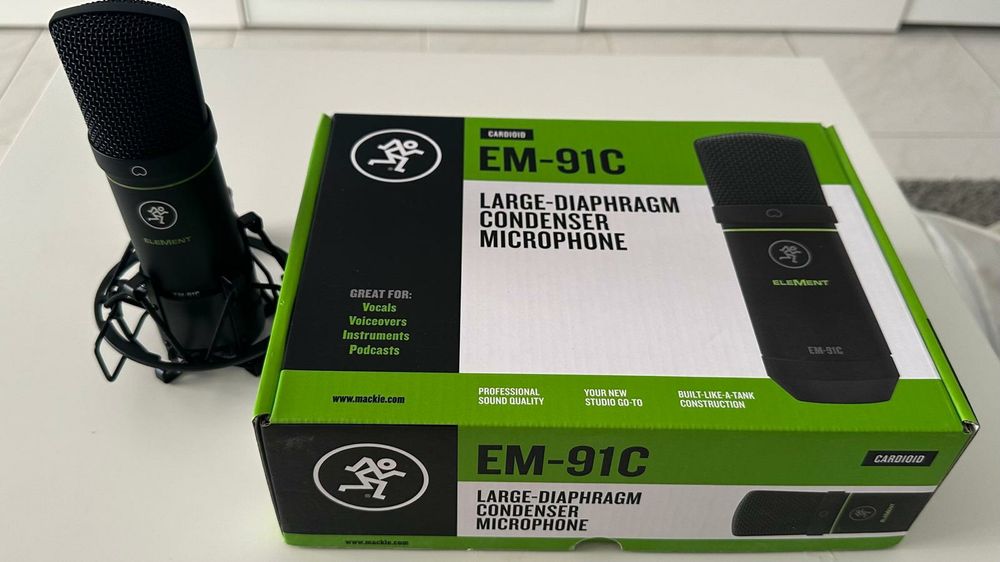 ELEMENT
EM-91C
CARDIOID
EM-91C
LARGE-DIAPHRAGM
CONDENSER
MICROPHONE
GREAT FOR:
Vocals
Voiceovers
Instruments
Podcasts
ELEMENT
EM-91C
www.mackie.com
PROFESSIONAL
SOUND QUALITY
YOUR NEW
STUDIO GO-TO
BUILT-LIKE-A-TANK
CONSTRUCTION
EM-91C
CARDIOID
LARGE-DIAPHRAGM
CONDENSER
MICROPHONE
ELEMENT
www.mackie.com